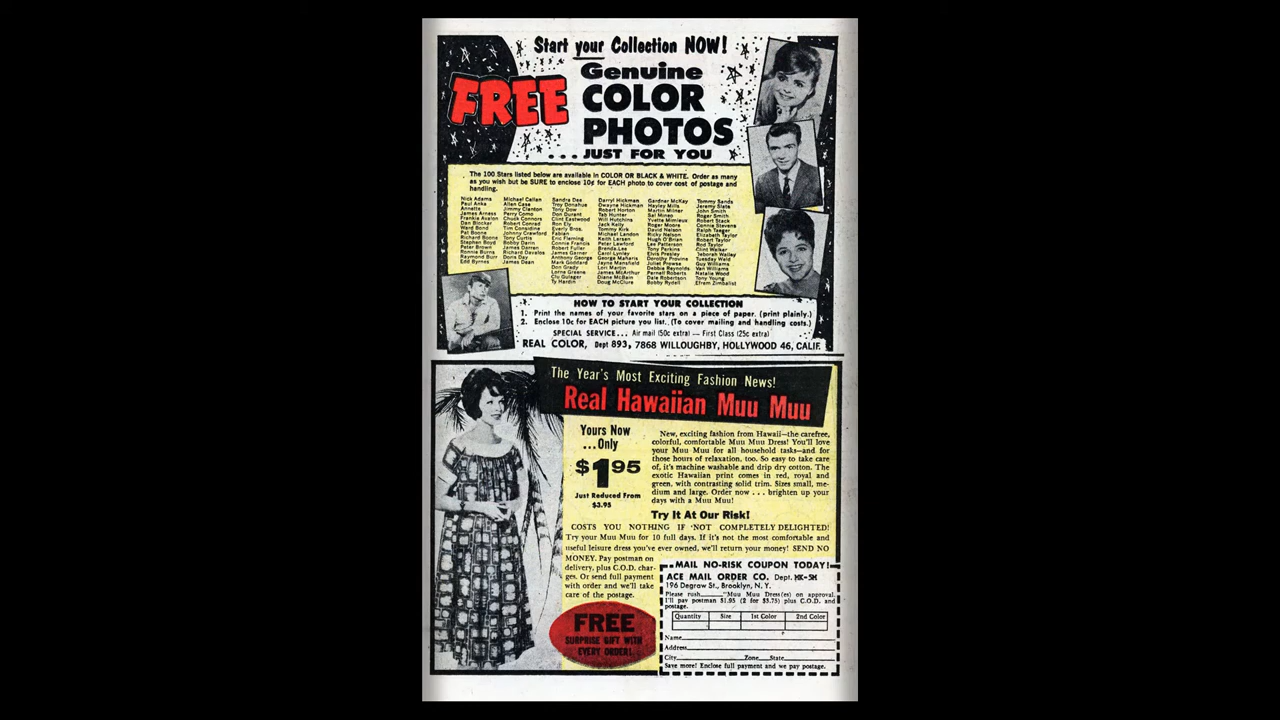 Start your Collection NOW!
FREE
Genuine
COLOR
PHOTOS
...JUST FOR YOU
The 100 Stars listed below are available in COLOR OR BLACK & WHITE. Order as many
as you wish but be SURE to enclose 10¢ for EACH photo to cover cost of postage and
handling.
Nick Adams
Paul Anka
Annette
James Arness
Frankie Avalon
Dan Blocker
Ward Bond
Pat Boone
Richard Boone
Stephen Boyd
Peter Brown
Ronnie Burns
Raymond Burr
Edd Byrnes
Michael Callan
Allen Case
Jimmy Clanton
Perry Como
Chuck Connors
Robert Conrad
Tim Considine
Johnny Crawford
Tony Curtis
Bobby Darin
James Darren
Richard Davalos
Doris Day
James Dean
Sandra Dee
Troy Donahue
Tony Dow
Don Durant
Clint Eastwood
Ron Ely
Everly Bros.
Fabian
Eric Fleming
Connie Francis
Robert Fuller
James Garner
Anthony George
Mark Goddard
Don Grady
Lorne Greene
Clu Gulager
Ty Hardin
Darryl Hickman
Dwayne Hickman
Robert Horton
Tab Hunter
Will Hutchins
Jack Kelly
Tommy Kirk
Michael Landon
Keith Larsen
Peter Lawford
Brenda Lee
Carol Lynley
George Maharis
Jayne Mansfield
Lori Martin
James McArthur
Diane McBain
Doug McClure
Gardner McKay
Hayley Mills
Martin Milner
Sal Mineo
Yvette Mimieux
Roger Moore
David Nelson
Ricky Nelson
Hugh O'Brian
Lee Patterson
Tony Perkins
Elvis Presley
Dorothy Provine
Juliet Prowse
Debbie Reynolds
Pernell Roberts
Dale Robertson
Bobby Rydell
Tommy Sands
Jeremy Slate
John Smith
Roger Smith
Robert Stack
Connie Stevens
Ralph Taeger
Elizabeth Taylor
Robert Taylor
Rod Taylor
Clint Walker
Deborah Walley
Tuesday Weld
Guy Williams
Van Williams
Natalie Wood
Tony Young
Efrem Zimbalist
HOW TO START YOUR COLLECTION
1. Print the names of your favorite stars on a piece of paper. (print plainly.)
2. Enclose 10c for EACH picture you list. (To cover mailing and handling costs.)
SPECIAL SERVICE... Air mail (50c extra) — First Class (25c extra)
REAL COLOR, Dept 893, 7868 WILLOUGHBY, HOLLYWOOD 46, CALIF.
The Year's Most Exciting Fashion News!
Real Hawaiian Muu Muu
Yours Now
...Only
$1.95
Just Reduced From
$3.95
New, exciting fashion from Hawaii—the carefree,
colorful, comfortable Muu Muu Dress! You'll love
your Muu Muu for all household tasks—and for
those hours of relaxation, too. So easy to take care
of, it's machine washable and drip dry cotton. The
exotic Hawaiian print comes in red, royal and
green, with contrasting solid trim. Sizes small, me-
dium and large. Order now . . . brighten up your
days with a Muu Muu!
Try It At Our Risk!
COSTS YOU NOTHING IF NOT COMPLETELY DELIGHTED!
Try your Muu Muu for 10 full days. If it's not the most comfortable and
useful leisure dress you've ever owned, we'll return your money! SEND NO
MONEY. Pay postman on
delivery, plus C.O.D. char-
ges. Or send full payment
with order and we'll take
care of the postage.
FREE
SURPRISE GIFT WITH
EVERY ORDER!
MAIL NO-RISK COUPON TODAY!
ACE MAIL ORDER CO. Dept. MK-5M
196 Degraw St., Brooklyn, N. Y.
Please rush____"Muu Muu Dress(es) on approval.
I'll pay postman $1.95 (2 for $3.75) plus C.O.D. and
postage.
Quantity Size 1st Color 2nd Color
Name
Address
City Zone State
Save more! Enclose full payment and we pay postage.